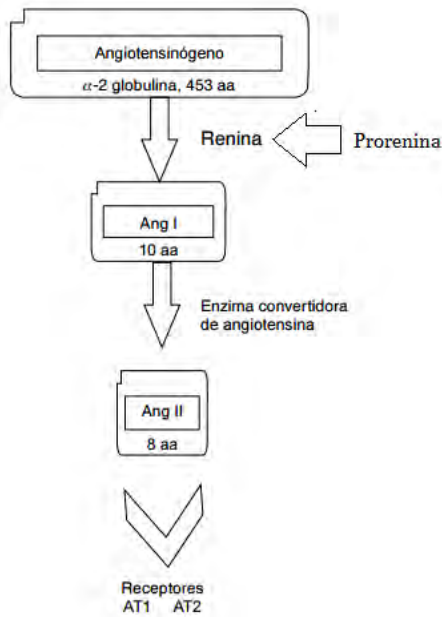 Angiotensinógeno
α-2 globulina, 453 aa
Renina
Prorenina
Ang I
10 aa
Enzima convertidora
de angiotensina
Ang II
8 aa
Receptores
AT1 AT2